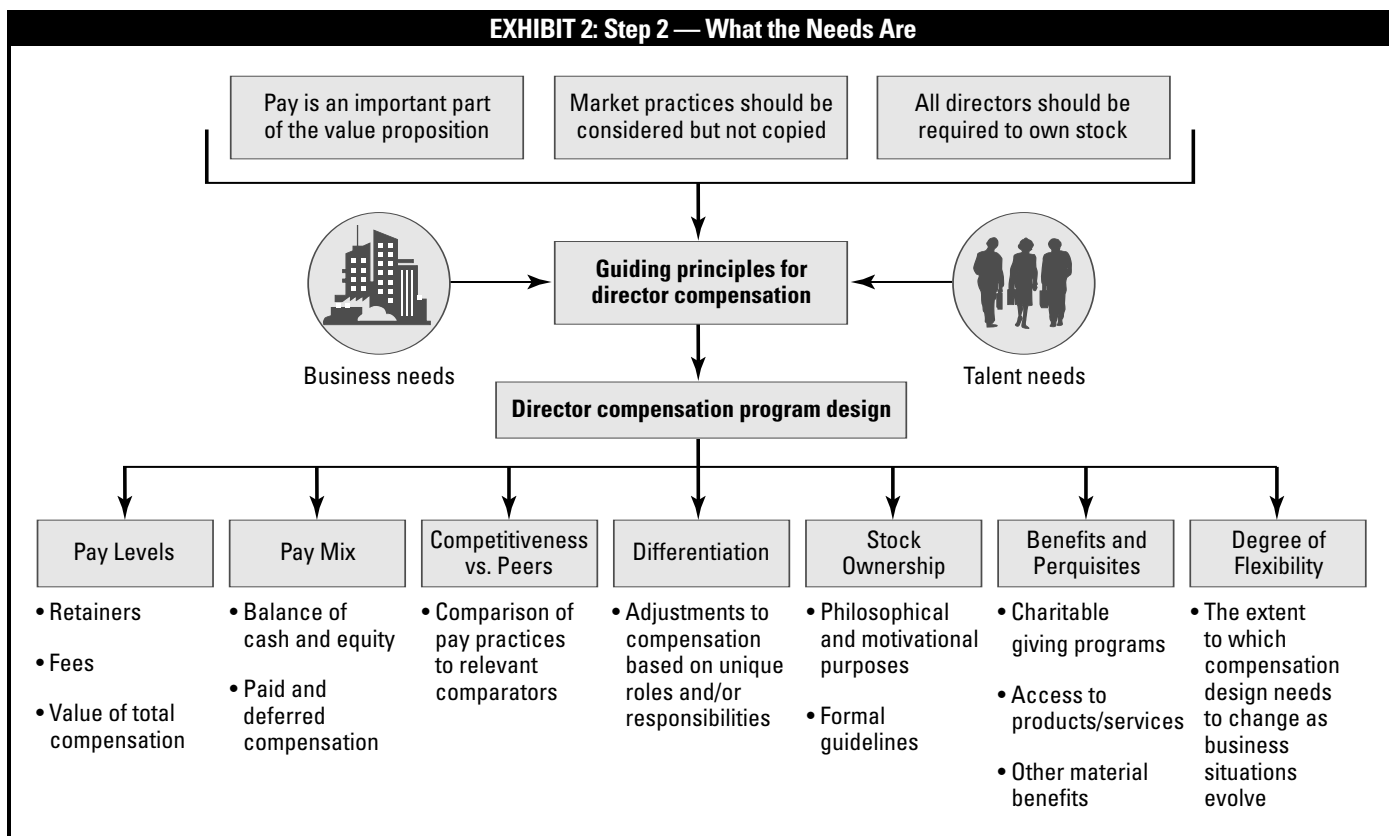 EXHIBIT 2: Step 2 — What the Needs Are
Pay is an important part
of the value proposition
Market practices should be
considered but not copied
All directors should be
required to own stock
Guiding principles for
director compensation
Business needs
Talent needs
Director compensation program design
Pay Levels
• Retainers
• Fees
• Value of total
compensation
Pay Mix
• Balance of
cash and equity
• Paid and
deferred
compensation
Competitiveness
vs. Peers
• Comparison of
pay practices
to relevant
comparators
Differentiation
• Adjustments to
compensation
based on unique
roles and/or
responsibilities
Stock
Ownership
• Philosophical
and motivational
purposes
• Formal
guidelines
Benefits and
Perquisites
• Charitable
giving programs
• Access to
products/services
• Other material
benefits
Degree of
Flexibility
• The extent
to which
compensation
design needs
to change as
business
situations
evolve